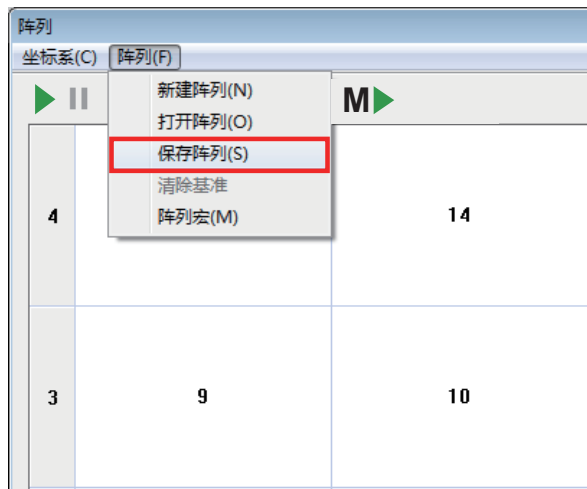 阵列
坐标系(C) 阵列(F)
新建阵列(N)
M
打开阵列(O)
保存阵列(S)
清除基准
阵列宏(M)
4 14
3 9 10